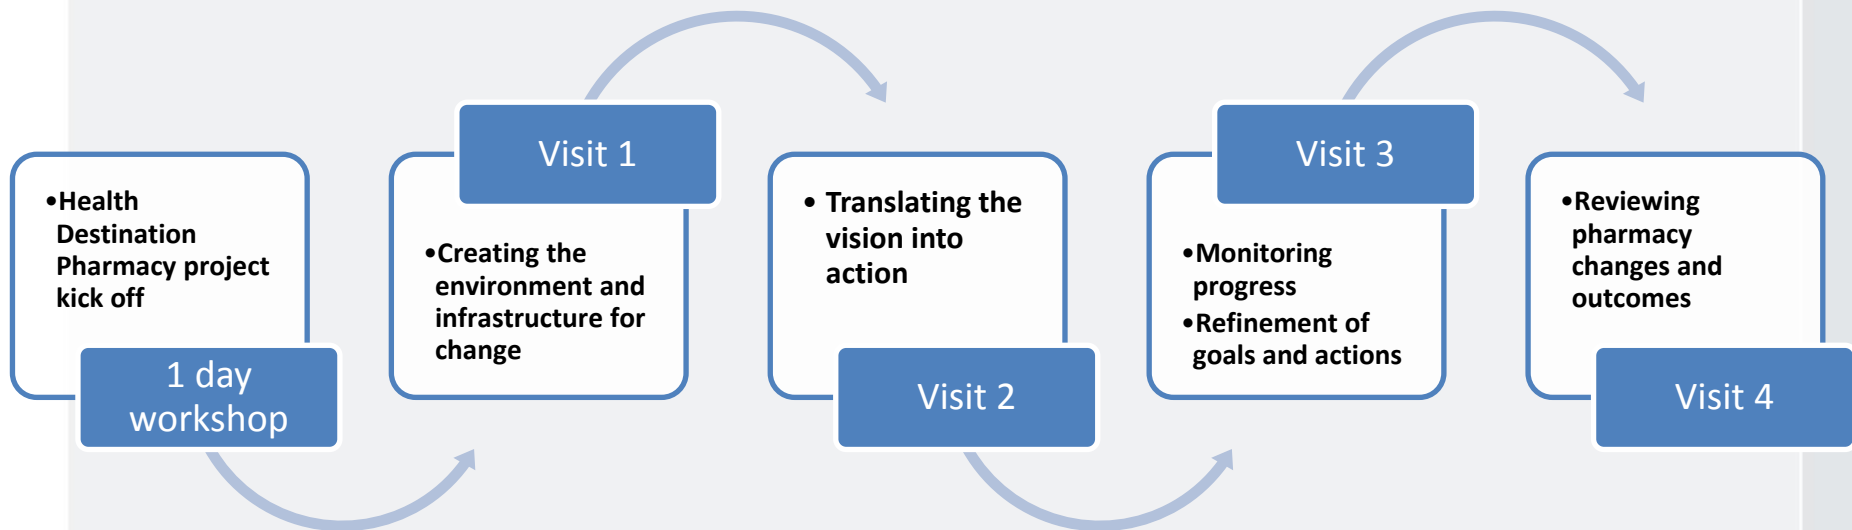 •Health
Destination
Pharmacy project
kick off
1 day
workshop
Visit 1
•Creating the
environment and
infrastructure for
change
• Translating the
vision into
action
Visit 2
Visit 3
•Monitoring
progress
•Refinement of
goals and actions
•Reviewing
pharmacy
changes and
outcomes
Visit 4